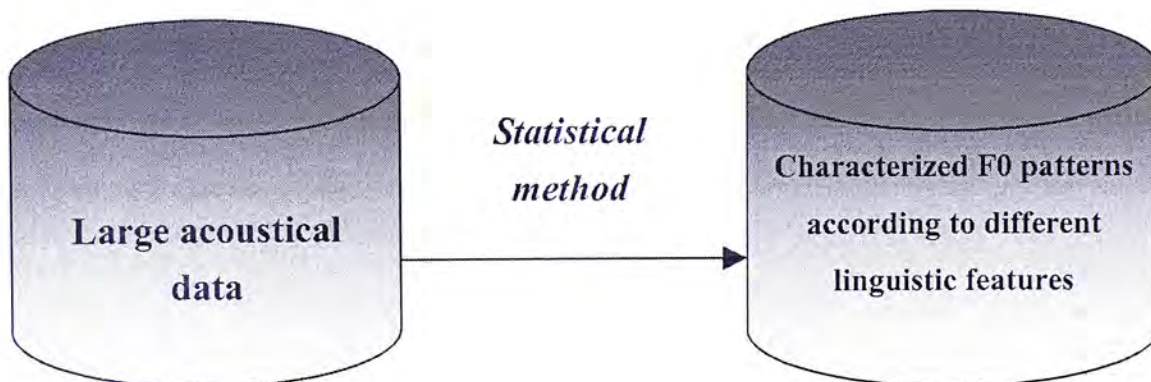 Large acoustical
data
Statistical
method
Characterized F0 patterns
according to different
linguistic features